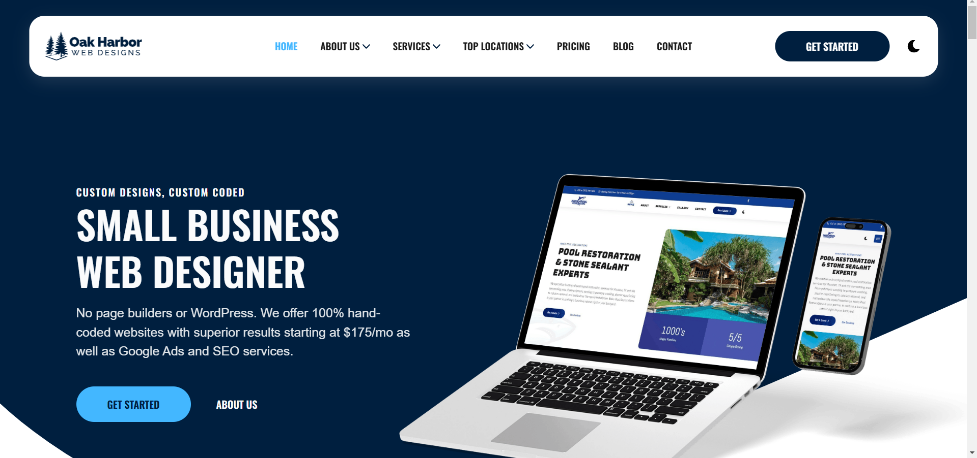 Oak Harbor
WEB DESIGNS
HOME
ABOUT US
SERVICES
TOP LOCATIONS
PRICING
BLOG
CONTACT
GET STARTED
CUSTOM DESIGNS, CUSTOM CODED
SMALL BUSINESS
WEB DESIGNER
No page builders or WordPress. We offer 100% hand-
coded websites with superior results starting at $175/mo as
well as Google Ads and SEO services.
GET STARTED
ABOUT US
POOL RESTORATION
& STONE SEALANT
EXPERTS
1000's
5/5
POOL RESTORATION
& STONE SEALANT
EXPERTS